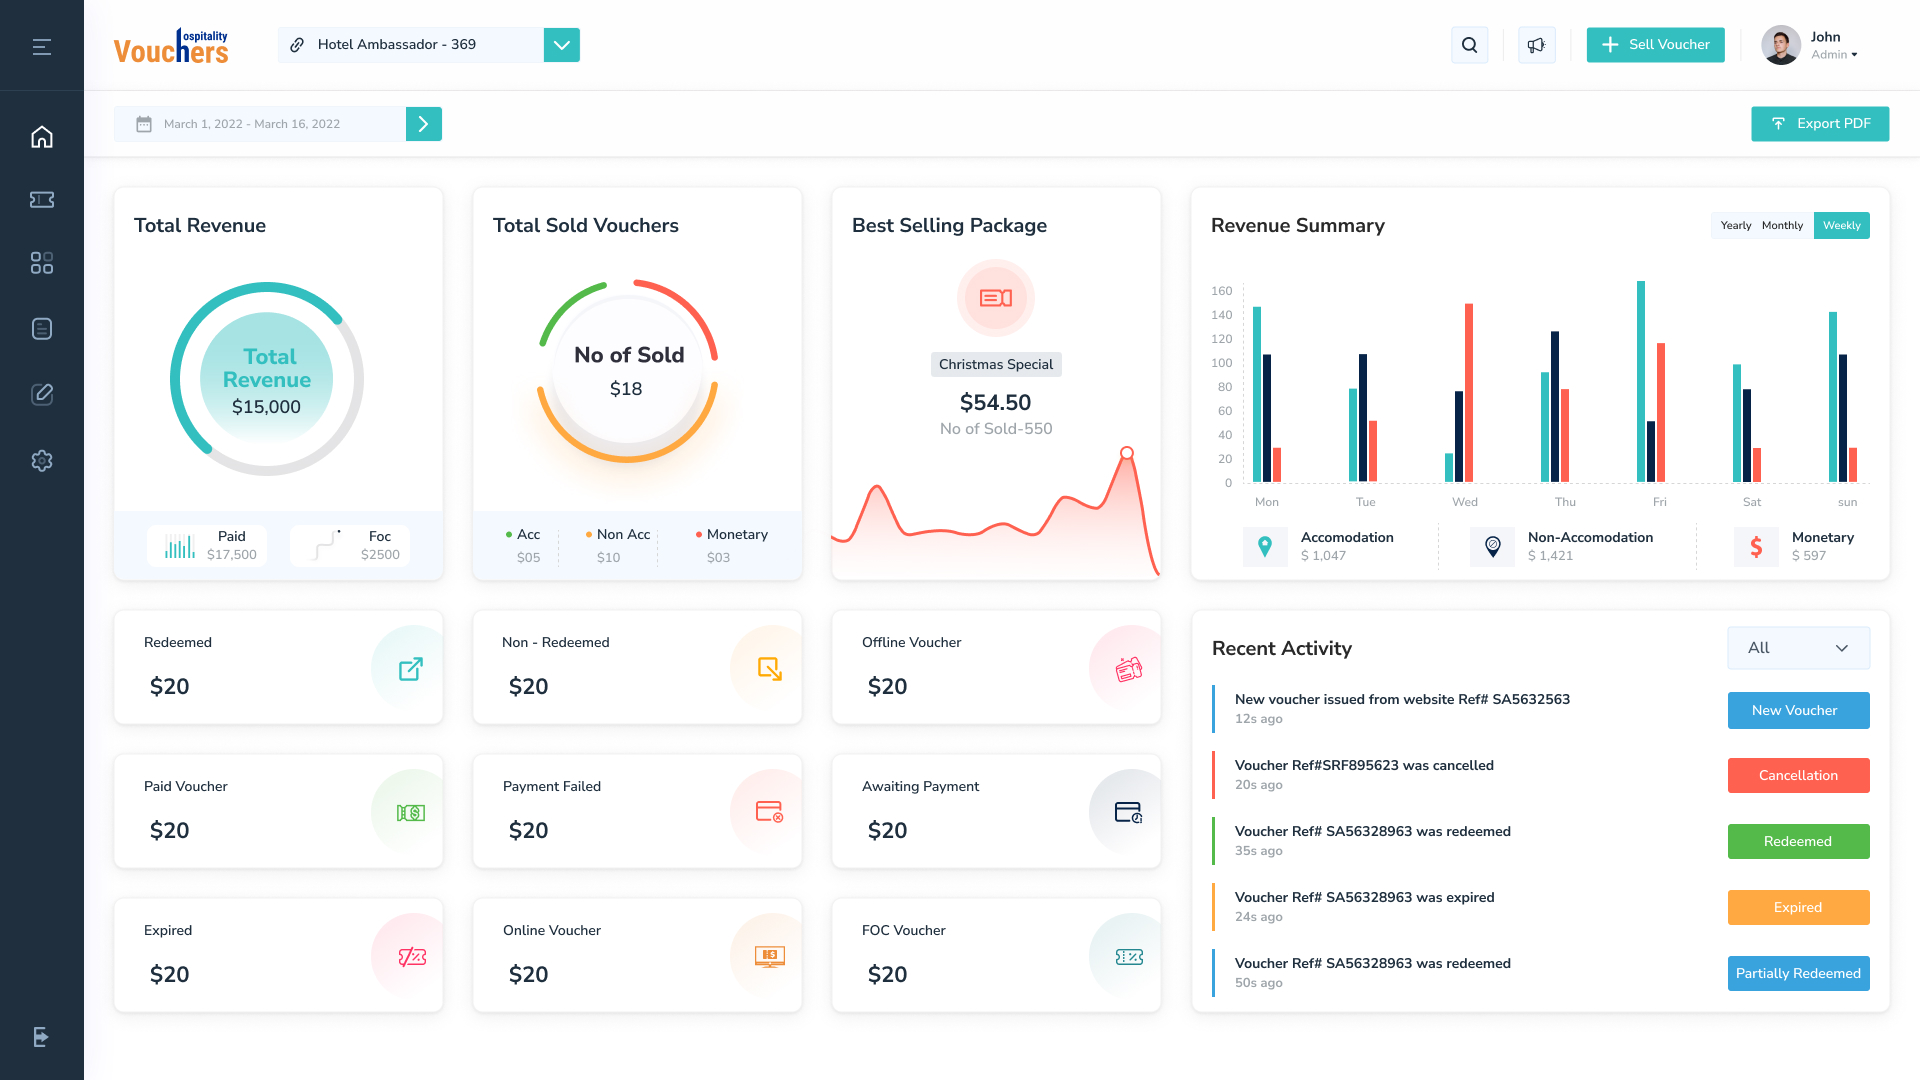 Vouchers
ospitality
Hotel Ambassador - 369
Sell Voucher
John
Admin
March 1, 2022 - March 16, 2022
Export PDF
Total Revenue
Total
Revenue
$15,000
Paid
$17,500
Foc
$2500
Total Sold Vouchers
No of Sold
$18
Acc
$05
Non Acc
$10
Monetary
$03
Best Selling Package
Christmas Special
$54.50
No of Sold-550
Revenue Summary
Yearly Monthly Weekly
160
140
120
100
80
60
40
20
0
Mon Tue Wed Thu Fri Sat sun
Accomodation
$ 1,047
Non-Accomodation
$ 1,421
Monetary
$ 597
Redeemed
$20
Non - Redeemed
$20
Offline Voucher
$20
Paid Voucher
$20
Payment Failed
$20
Awaiting Payment
$20
Expired
$20
Online Voucher
$20
FOC Voucher
$20
Recent Activity
All
New voucher issued from website Ref# SA5632563
12s ago
New Voucher
Voucher Ref#SRF895623 was cancelled
20s ago
Cancellation
Voucher Ref# SA56328963 was redeemed
35s ago
Redeemed
Voucher Ref# SA56328963 was expired
24s ago
Expired
Voucher Ref# SA56328963 was redeemed
50s ago
Partially Redeemed